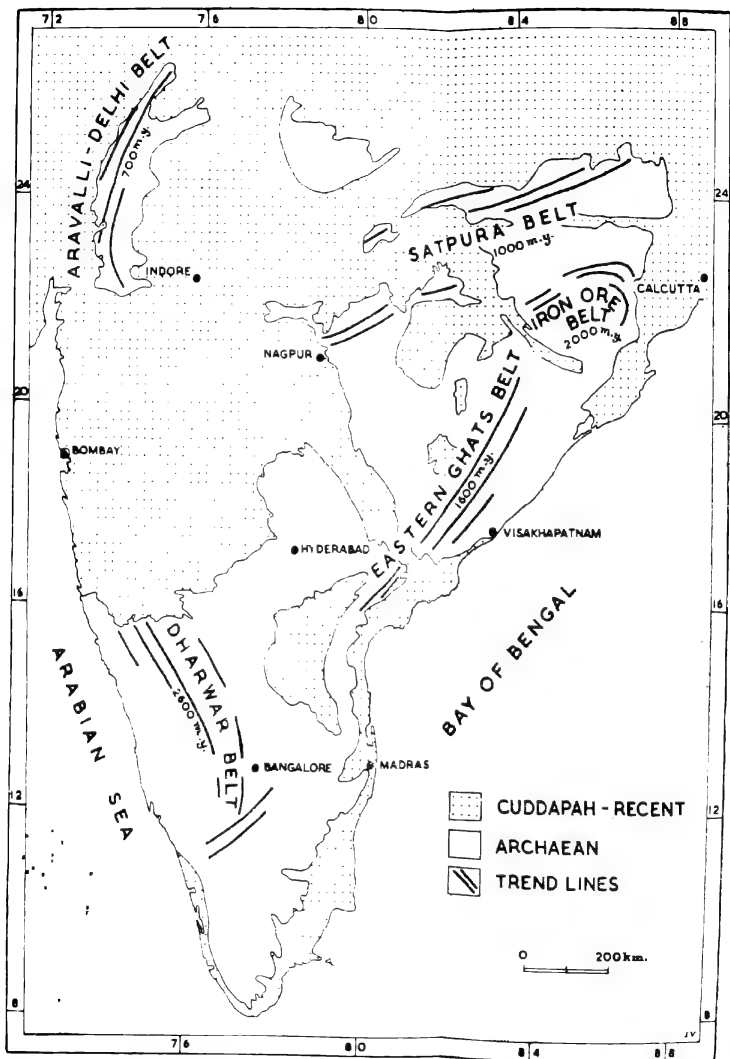 72 76 80 84 88
ARAVALLI-DELHI BELT
700 m.y.
24
24
SATPURA BELT
1000 m.y.
INDORE
CALCUTTA
IRON ORE
BELT
2000 m.y.
NAGPUR
20
20
EASTERN GHATS BELT
1600 m.y.
BOMBAY
VISAKHAPATNAM
HYDERABAD
16
16
DHARWAR BELT
2600 m.y.
BAY OF BENGAL
ARABIAN SEA
BANGALORE
MADRAS
12
12
CUDDAPAH - RECENT
ARCHAEAN
TREND LINES
0 200 km.
8
8
JV
76 80 84 88